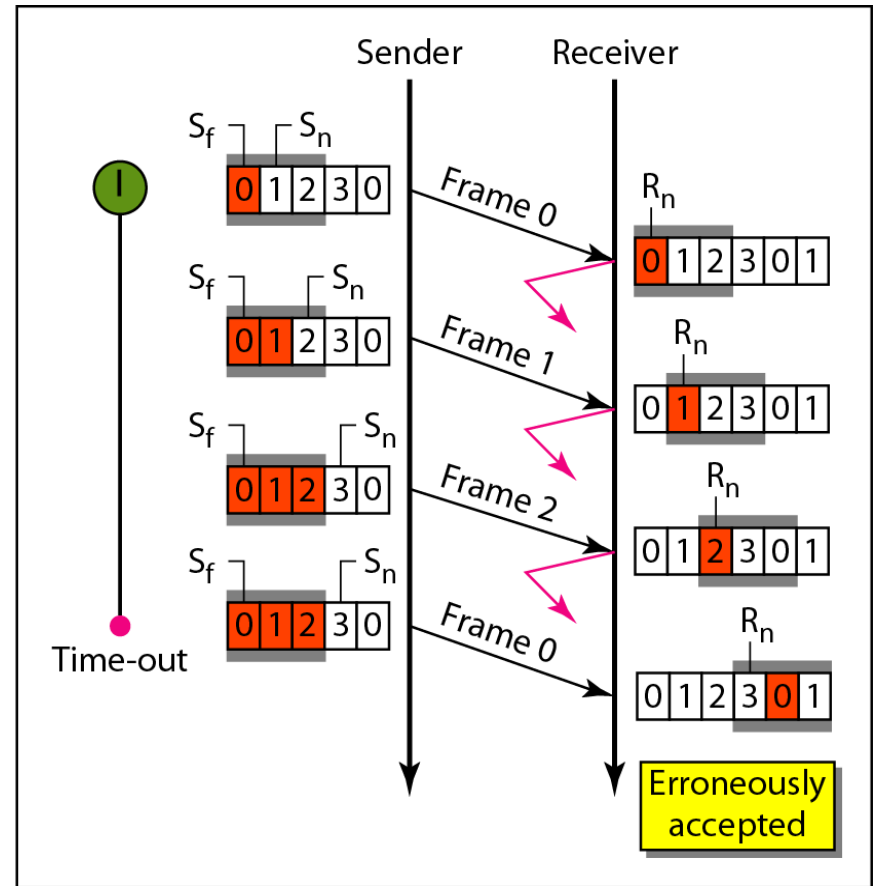 Sender Receiver
Sf Sn
0 1 2 3 0
Frame 0
Rn
0 1 2 3 0 1
Sf Sn
0 1 2 3 0
Frame 1
Rn
0 1 2 3 0 1
Sf Sn
0 1 2 3 0
Frame 2
Rn
0 1 2 3 0 1
Sf Sn
0 1 2 3 0
Time-out
Frame 0
Rn
0 1 2 3 0 1
Erroneously
accepted